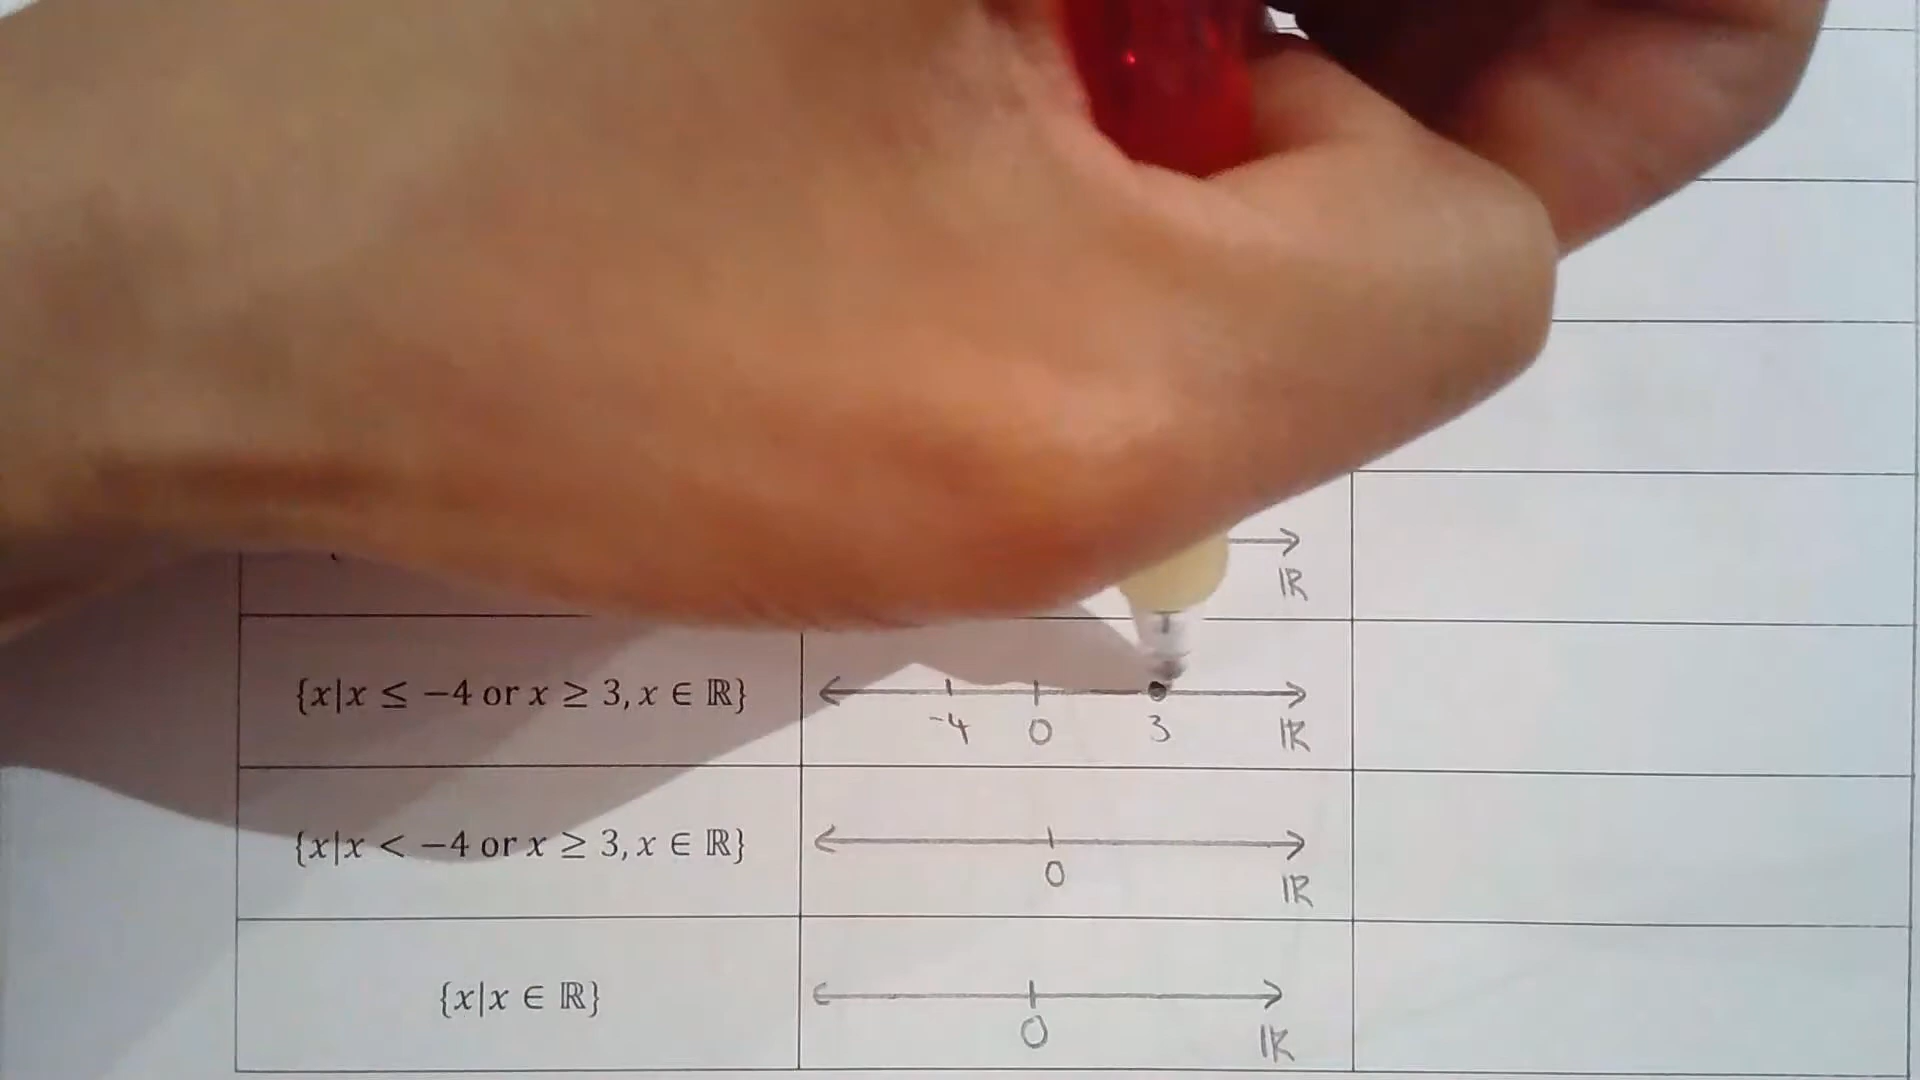 ℝ
{x|x ≤ −4 or x ≥ 3, x ∈ ℝ}
-4 0 3 ℝ
{x|x < −4 or x ≥ 3, x ∈ ℝ}
0 ℝ
{x|x ∈ ℝ}
0 ℝ